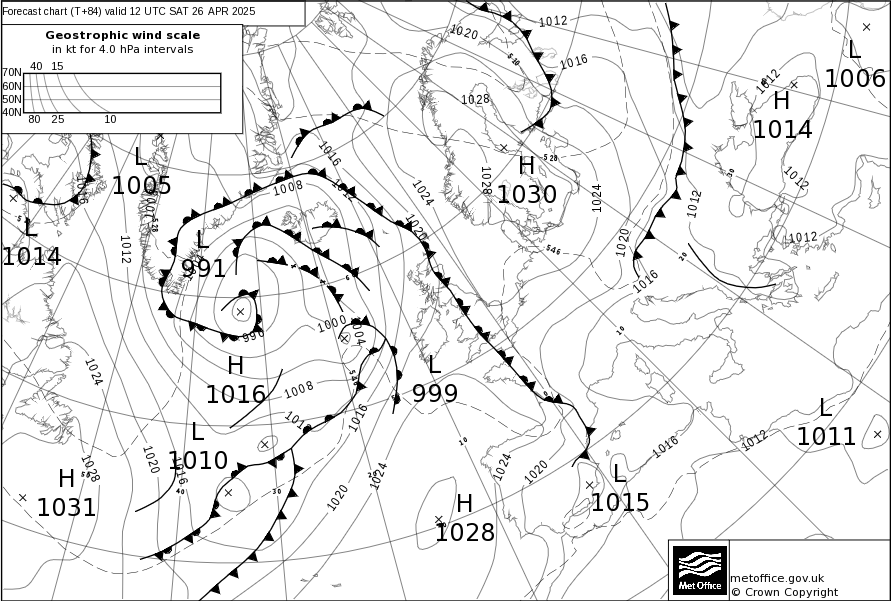 Forecast chart (T+84) valid 12 UTC SAT 26 APR 2025
Geostrophic wind scale
in kt for 4.0 hPa intervals
40 15
70N
60N
50N
40N
80 25 10
1020
1012
1016
1028
L
1006
1012
H
1014
L
1005
1016
1008
1012
H
1030
528
1028
1024
1024
1012
1012
L
1014
1012
L
991
1020
1020
1012
546
1016
990
1000
1004
H
1016
1008
L
999
1024
1016
1016
L
1010
L
1011
1016
1012
H
1031
1028
1020
1016
1024
1020
1024
1020
H
1028
L
1015
Met Office
metoffice.gov.uk
© Crown Copyright